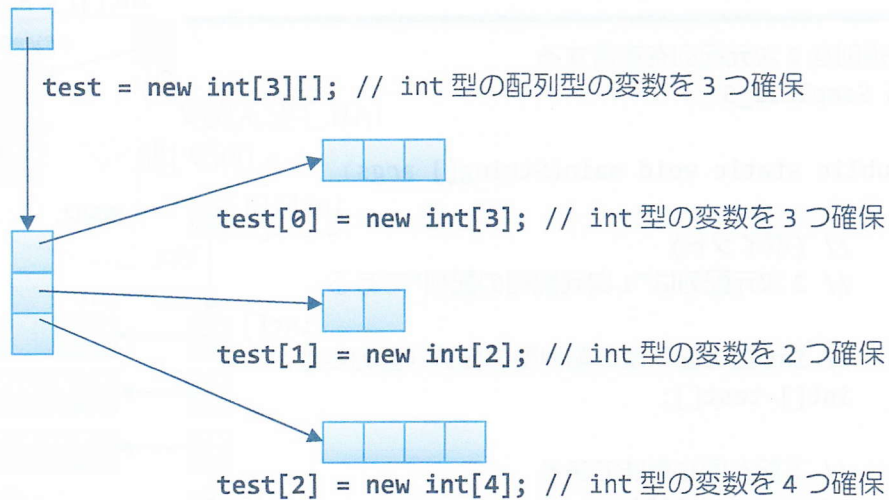 test = new int[3][]; // int 型の配列型の変数を 3 つ確保
test[0] = new int[3]; // int 型の変数を 3 つ確保
test[1] = new int[2]; // int 型の変数を 2 つ確保
test[2] = new int[4]; // int 型の変数を 4 つ確保